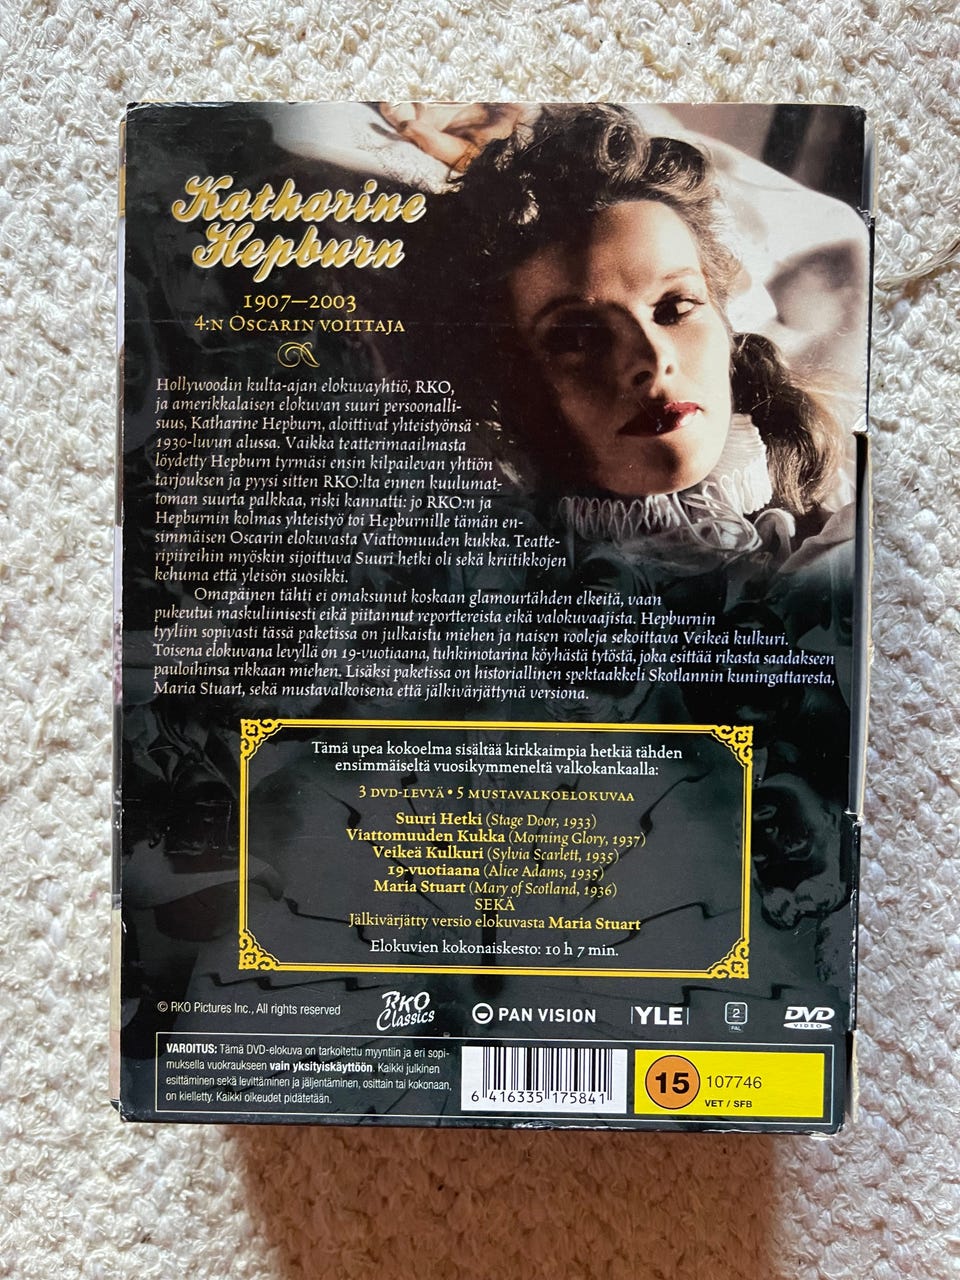 Katharine
Hepburn
1907—2003
4:n Oscarin voittaja
Hollywoodin kulta-ajan elokuvayhtiö, RKO,
ja amerikkalaisen elokuvan suuri persoonalli-
suus, Katharine Hepburn, aloittivat yhteistyönsä
1930-luvun alussa. Vaikka teatterimaailmasta
löydetty Hepburn tyrmäsi ensin kilpailevan yhtiön
tarjouksen ja pyysi sitten RKO:lta ennen kuulumat-
toman suurta palkkaa, riski kannatti: jo RKO:n ja
Hepburnin kolmas yhteistyö toi Hepburnille tämän en-
simmäisen Oscarin elokuvasta Viattomuuden kukka. Teatte-
ripiireihin myöskin sijoittuva Suuri hetki oli sekä kriitikkojen
kehuma että yleisön suosikki.
Omapäinen tähti ei omaksunut koskaan glamourtähden elkeitä, vaan
pukeutui maskuliinisesti eikä piitannut reporttereista eikä valokuvaajista. Hepburnin
tyyliin sopivasti tässä paketissa on julkaistu miehen ja naisen rooleja sekoittava Veikeä kulkuri.
Toisena elokuvana levyllä on 19-vuotiaana, tuhkimotarina köyhästä tytöstä, joka esittää rikasta saadakseen
pauloihinsa rikkaan miehen. Lisäksi paketissa on historiallinen spektaakkeli Skotlannin kuningattaresta,
Maria Stuart, sekä mustavalkoisena että jälkivärjättynä versiona.
Tämä upea kokoelma sisältää kirkkaimpia hetkiä tähden
ensimmäiseltä vuosikymmeneltä valkokankaalla:
3 DVD-LEVYÄ • 5 MUSTAVALKOELOKUVAA
Suuri Hetki (Stage Door, 1933)
Viattomuuden Kukka (Morning Glory, 1937)
Veikeä Kulkuri (Sylvia Scarlett, 1935)
19-vuotiaana (Alice Adams, 1935)
Maria Stuart (Mary of Scotland, 1936)
SEKÄ
Jälkivärjätty versio elokuvasta Maria Stuart
Elokuvien kokonaiskesto: 10 h 7 min.
© RKO Pictures Inc., All rights reserved
RKO
Classics
PAN VISION
YLE
2
PAL
DVD
VIDEO
VAROITUS: Tämä DVD-elokuva on tarkoitettu myyntiin ja eri sopi-
muksella vuokraukseen vain yksityiskäyttöön. Kaikki julkinen
esittäminen sekä levittäminen ja jäljentäminen, osittain tai kokonaan,
on kielletty. Kaikki oikeudet pidätetään.
6 416335 175841
15
107746
VET / SFB